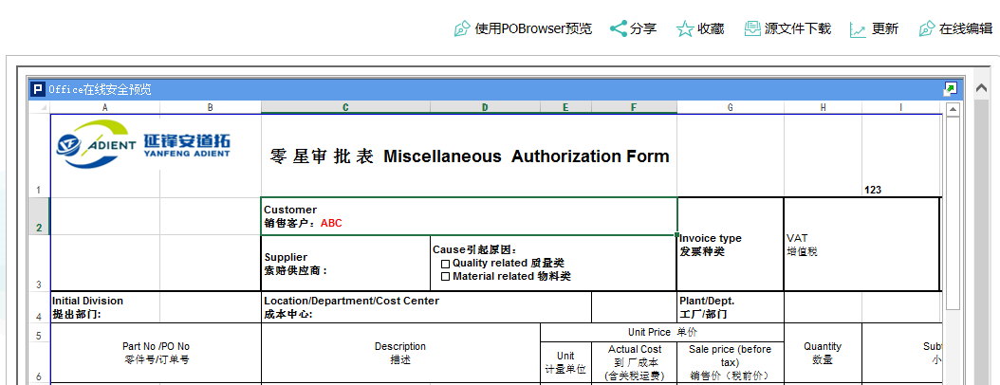 使用POBrowser预览 分享 收藏 源文件下载 更新 在线编辑
P Office在线安全预览
A B C D E F G H I
ADIENT 延锋安道拓
YANFENG ADIENT
零 星 审 批 表 Miscellaneous Authorization Form
1 123
Customer
2 销售客户：ABC
Invoice type
发票种类
VAT
增值税
Supplier
索赔供应商：
Cause引起原因：
Quality related 质量类
Material related 物料类
3
Initial Division
提出部门:
Location/Department/Cost Center
成本中心:
Plant/Dept.
工厂/部门
4
5 Unit Price 单价
Part No /PO No
零件号/订单号
Description
描述
Unit
计量单位
Actual Cost
到 厂成本
(含关税运费)
Sale price (before
tax)
销售价（税前价）
Quantity
数量
Subt
小
6